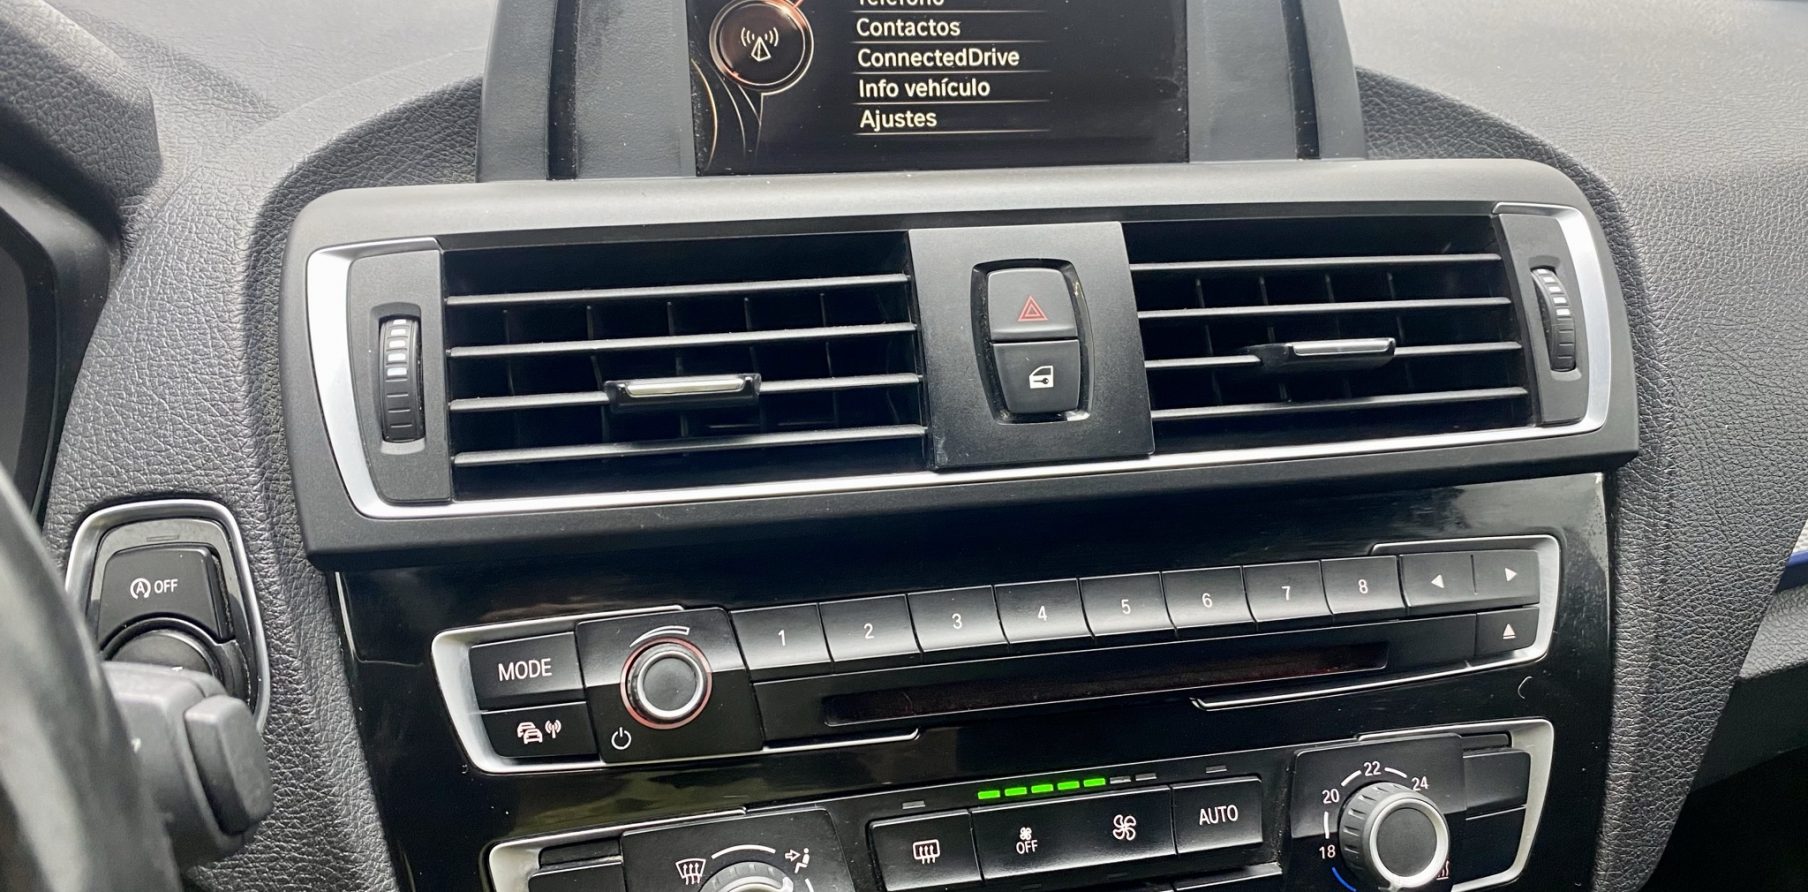 Teléfono
Contactos
ConnectedDrive
Info vehículo
Ajustes
A OFF
1 2 3 4 5 6 7 8
MODE
OFF
AUTO
18 20 22 24